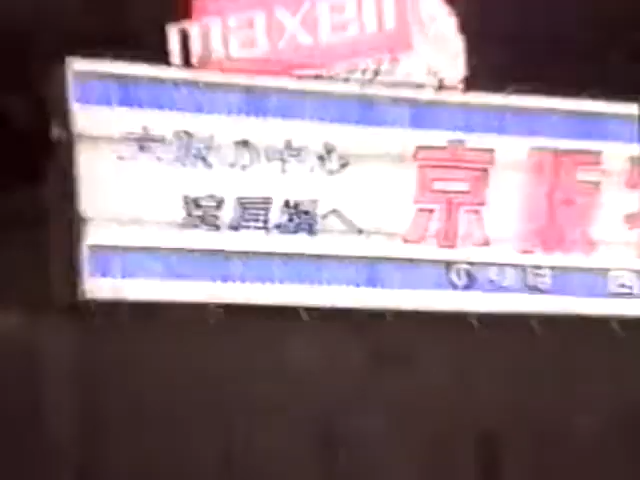 maxell
大阪の中心
淀屋橋へ
京阪
のりば